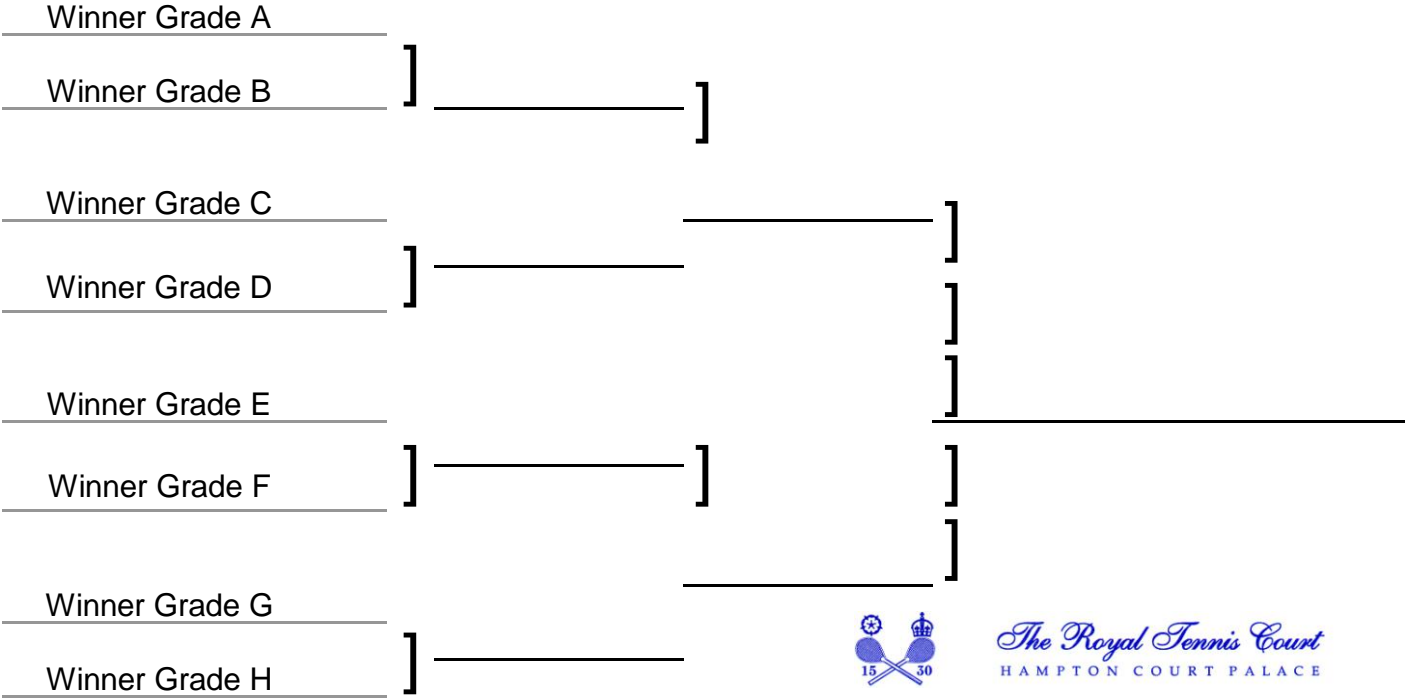 Winner Grade A
Winner Grade B
Winner Grade C
Winner Grade D
Winner Grade E
Winner Grade F
Winner Grade G
Winner Grade H
15 30
The Royal Tennis Court
HAMPTON COURT PALACE